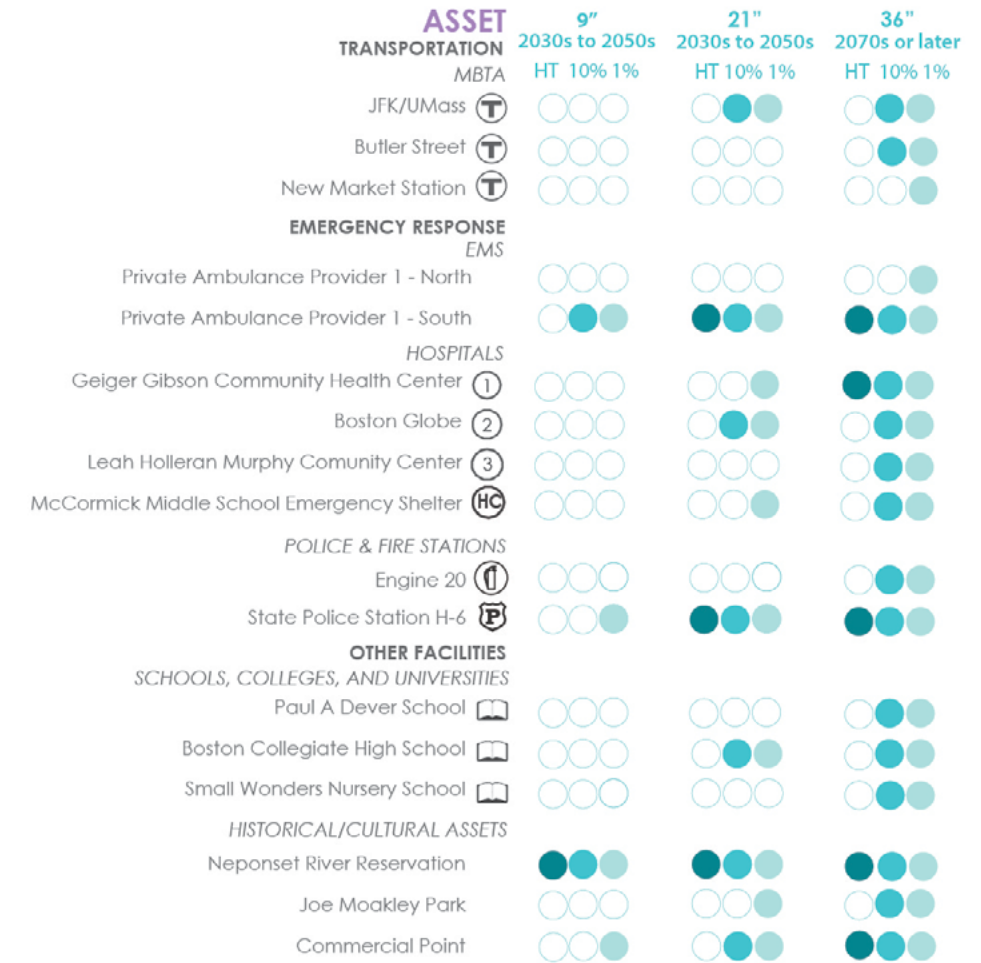 ASSET 9” 21" 36"
TRANSPORTATION 2030s to 2050s 2030s to 2050s 2070s or later
MBTA HT 10% 1% HT 10% 1% HT 10% 1%
JFK/UMass T
Butler Street T
New Market Station T
EMERGENCY RESPONSE
EMS
Private Ambulance Provider 1 - North
Private Ambulance Provider 1 - South
HOSPITALS
Geiger Gibson Community Health Center 1
Boston Globe 2
Leah Holleran Murphy Comunity Center 3
McCormick Middle School Emergency Shelter HC
POLICE & FIRE STATIONS
Engine 20
State Police Station H-6 P
OTHER FACILITIES
SCHOOLS, COLLEGES, AND UNIVERSITIES
Paul A Dever School
Boston Collegiate High School
Small Wonders Nursery School
HISTORICAL/CULTURAL ASSETS
Neponset River Reservation
Joe Moakley Park
Commercial Point